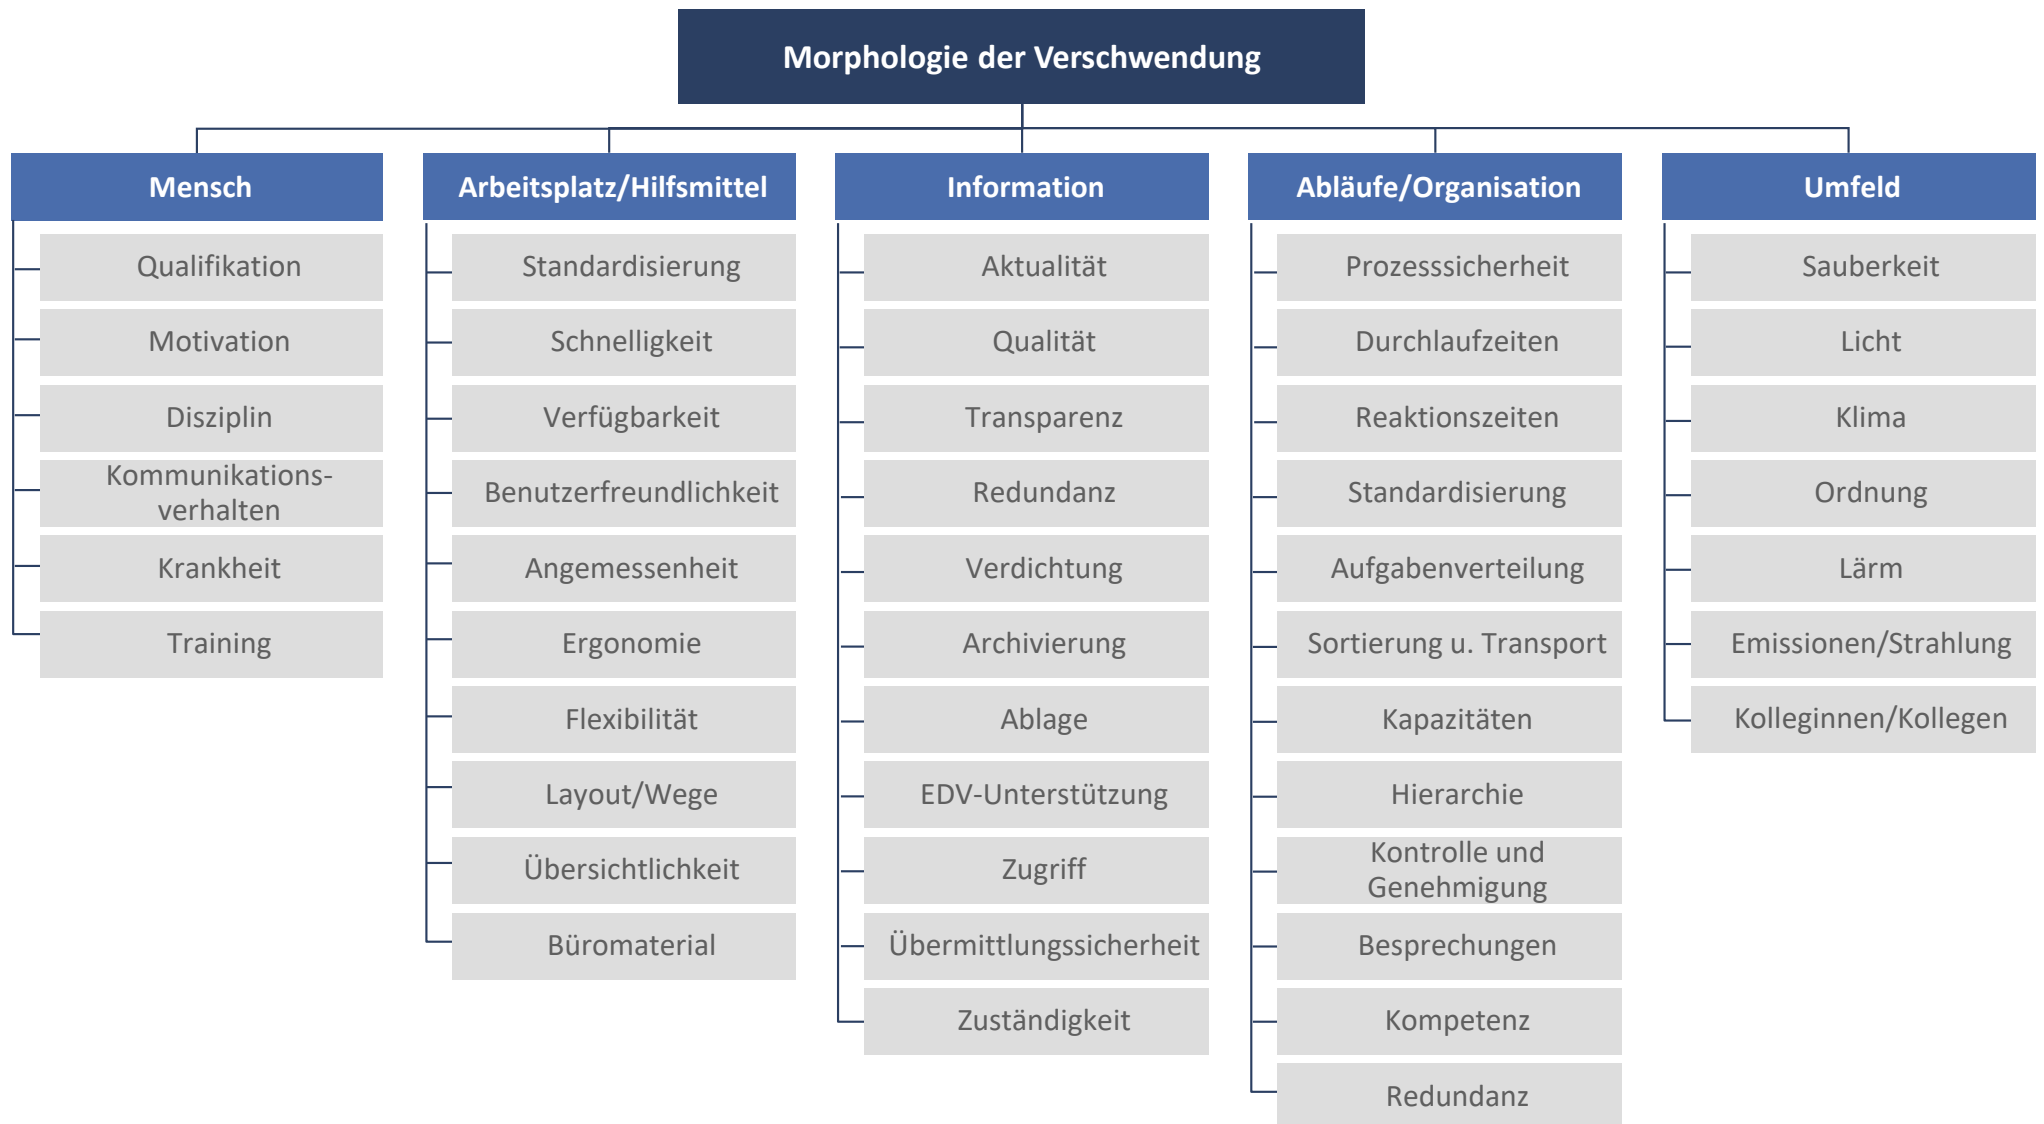 Morphologie der Verschwendung
Mensch
Qualifikation
Motivation
Disziplin
Kommunikations-
verhalten
Krankheit
Training
Arbeitsplatz/Hilfsmittel
Standardisierung
Schnelligkeit
Verfügbarkeit
Benutzerfreundlichkeit
Angemessenheit
Ergonomie
Flexibilität
Layout/Wege
Übersichtlichkeit
Büromaterial
Information
Aktualität
Qualität
Transparenz
Redundanz
Verdichtung
Archivierung
Ablage
EDV-Unterstützung
Zugriff
Übermittlungssicherheit
Zuständigkeit
Abläufe/Organisation
Prozesssicherheit
Durchlaufzeiten
Reaktionszeiten
Standardisierung
Aufgabenverteilung
Sortierung u. Transport
Kapazitäten
Hierarchie
Kontrolle und
Genehmigung
Besprechungen
Kompetenz
Redundanz
Umfeld
Sauberkeit
Licht
Klima
Ordnung
Lärm
Emissionen/Strahlung
Kolleginnen/Kollegen